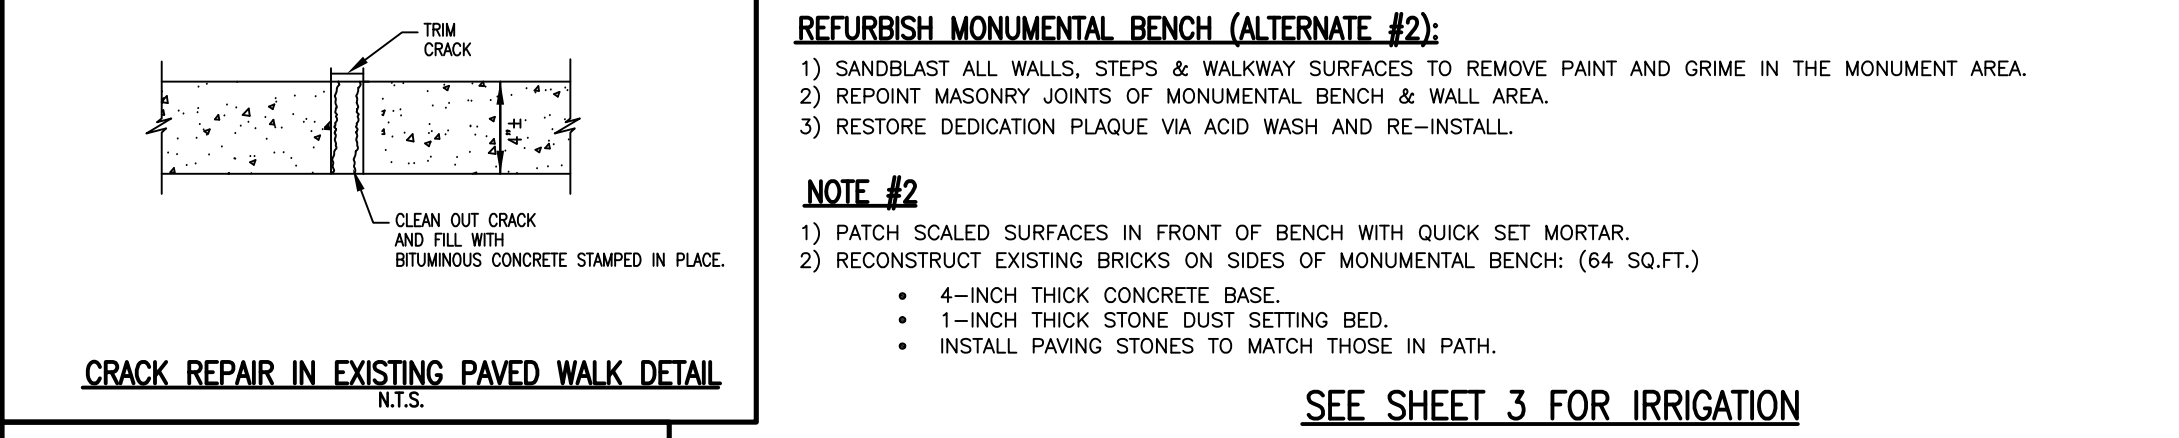 TRIM
CRACK
4"±
CLEAN OUT CRACK
AND FILL WITH
BITUMINOUS CONCRETE STAMPED IN PLACE.
CRACK REPAIR IN EXISTING PAVED WALK DETAIL
N.T.S.
REFURBISH MONUMENTAL BENCH (ALTERNATE #2):
1) SANDBLAST ALL WALLS, STEPS & WALKWAY SURFACES TO REMOVE PAINT AND GRIME IN THE MONUMENT AREA.
2) REPOINT MASONRY JOINTS OF MONUMENTAL BENCH & WALL AREA.
3) RESTORE DEDICATION PLAQUE VIA ACID WASH AND RE-INSTALL.
NOTE #2
1) PATCH SCALED SURFACES IN FRONT OF BENCH WITH QUICK SET MORTAR.
2) RECONSTRUCT EXISTING BRICKS ON SIDES OF MONUMENTAL BENCH: (64 SQ.FT.)
• 4-INCH THICK CONCRETE BASE.
• 1-INCH THICK STONE DUST SETTING BED.
• INSTALL PAVING STONES TO MATCH THOSE IN PATH.
SEE SHEET 3 FOR IRRIGATION